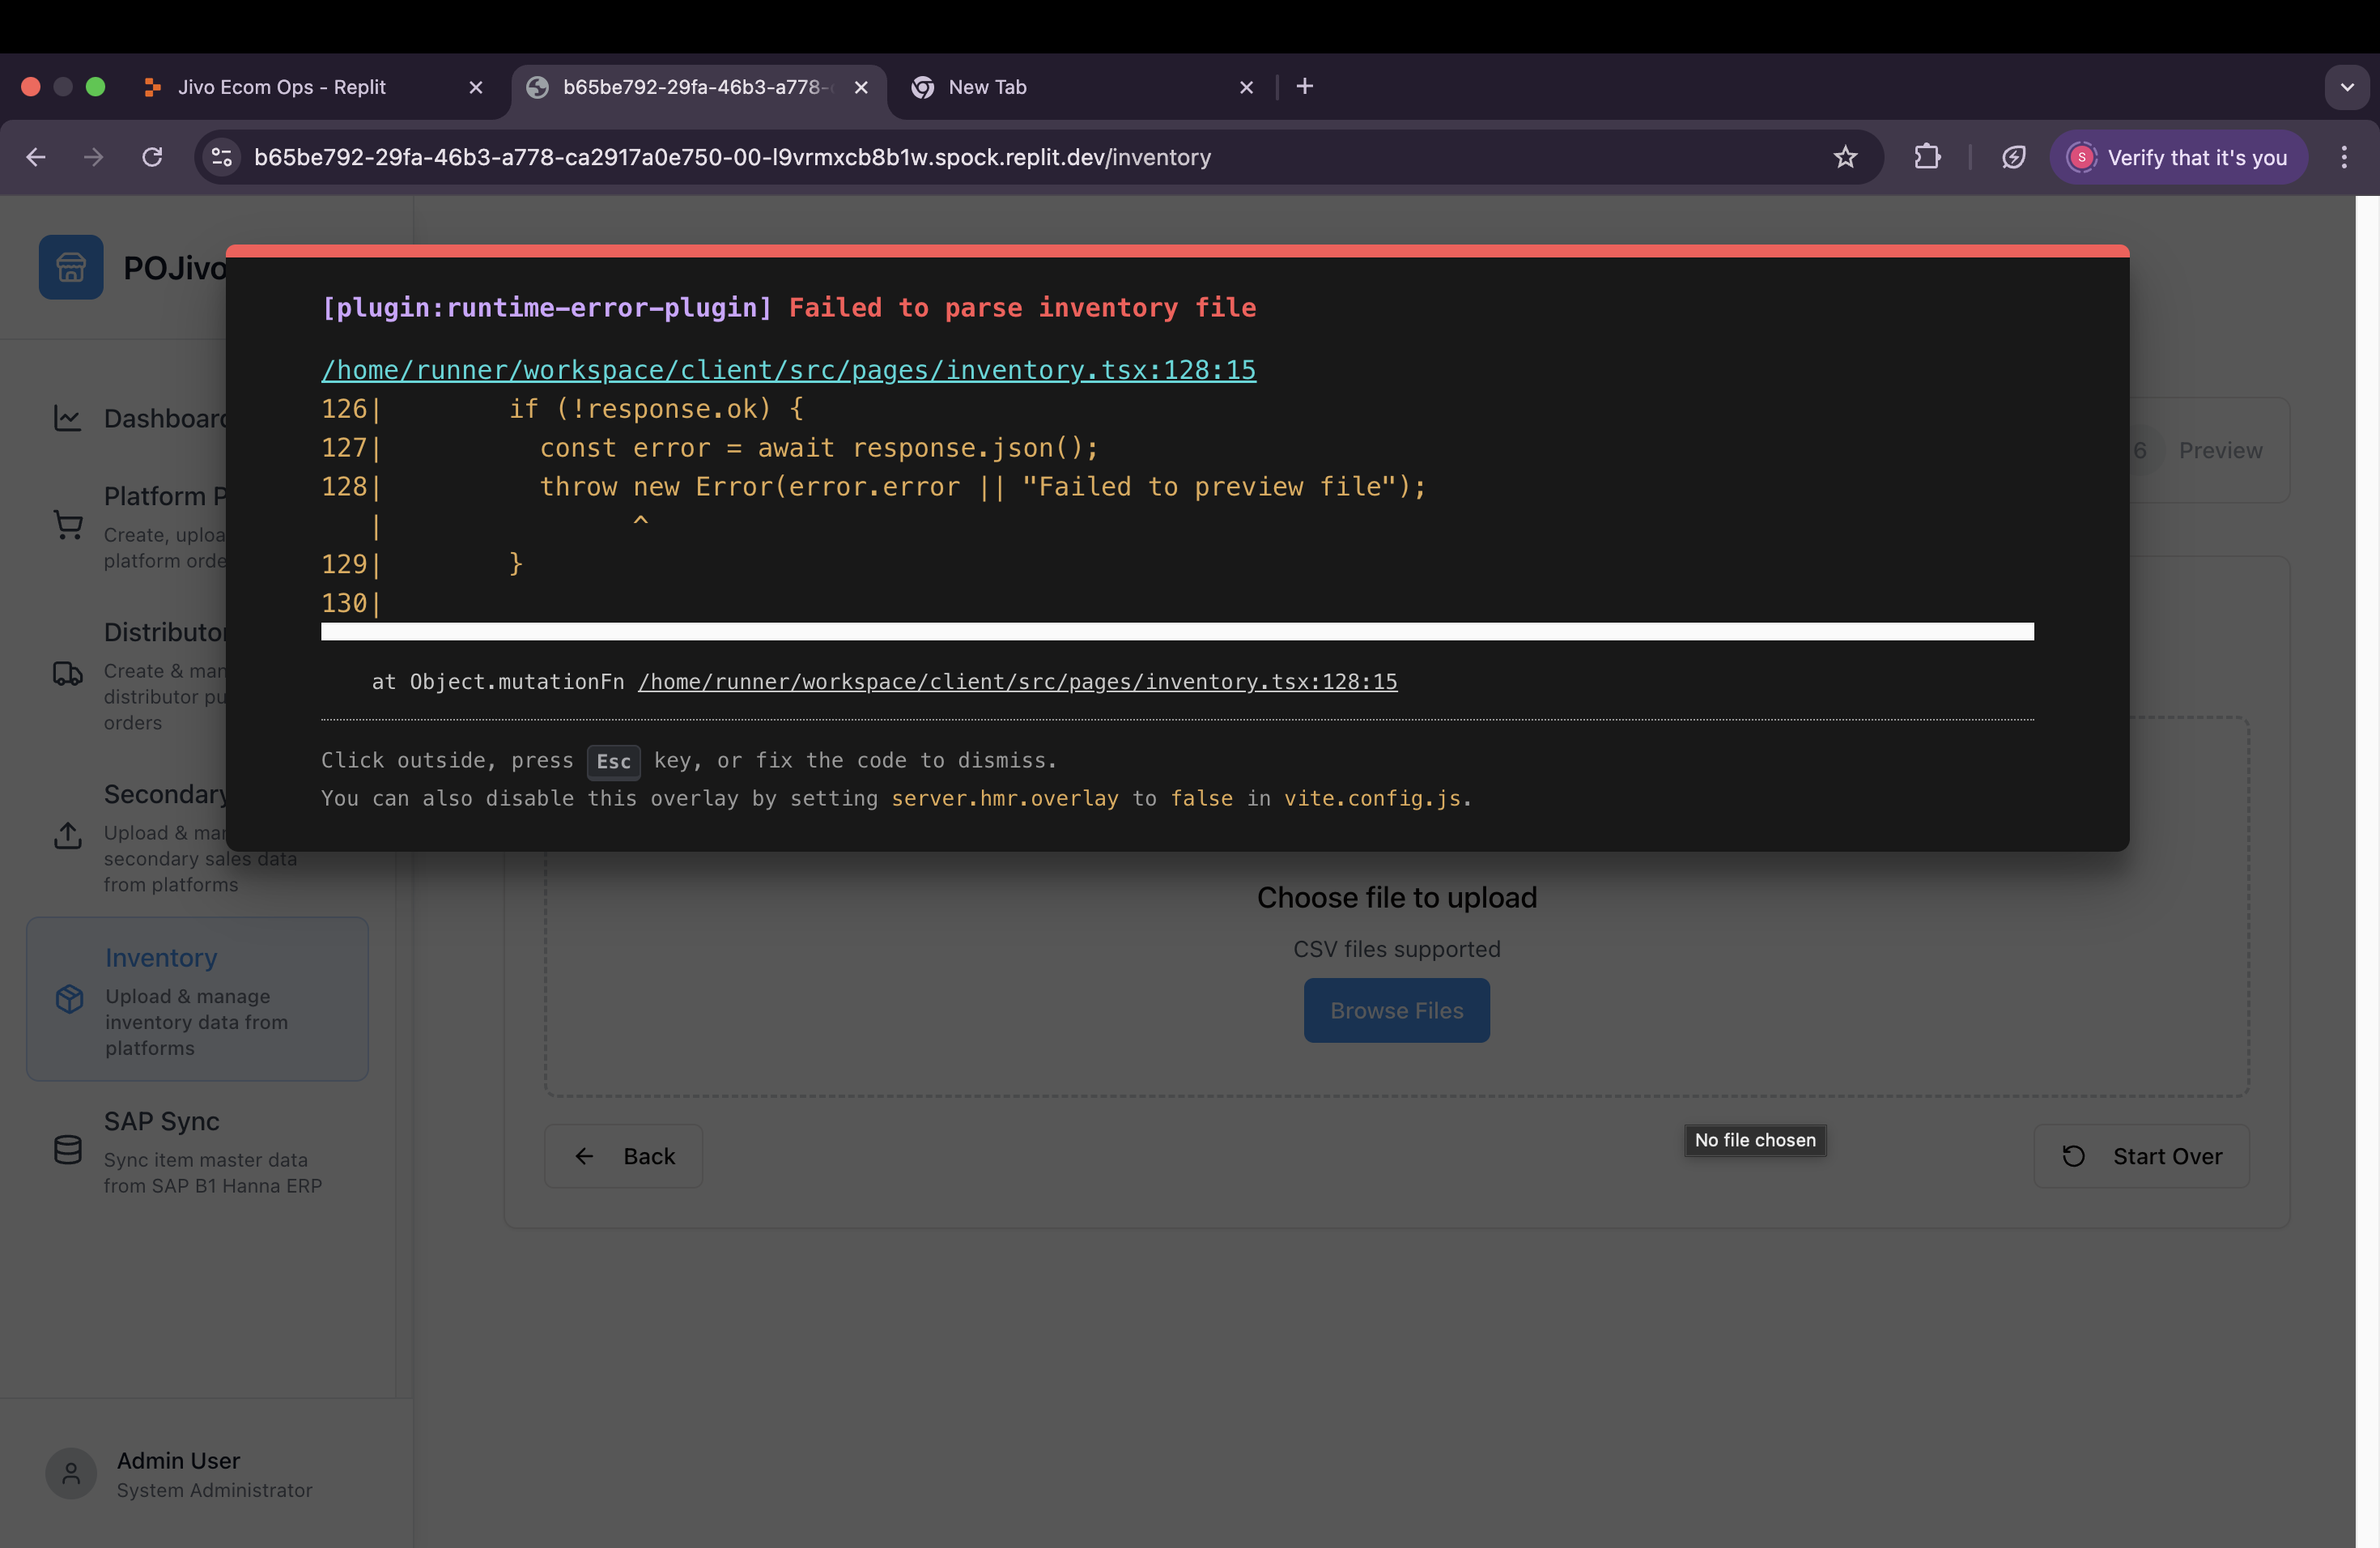 Jivo Ecom Ops - Replit
b65be792-29fa-46b3-a778-
New Tab
b65be792-29fa-46b3-a778-ca2917a0e750-00-l9vrmxcb8b1w.spock.replit.dev/inventory
S
Verify that it's you
POJivo
[plugin:runtime-error-plugin] Failed to parse inventory file
/home/runner/workspace/client/src/pages/inventory.tsx:128:15
126|        if (!response.ok) {
127|          const error = await response.json();
128|          throw new Error(error.error || "Failed to preview file");
|                ^
129|        }
130|
at Object.mutationFn /home/runner/workspace/client/src/pages/inventory.tsx:128:15
Click outside, press Esc key, or fix the code to dismiss.
You can also disable this overlay by setting server.hmr.overlay to false in vite.config.js.
Dashboard
Platform P
Create, uploa
platform orde
Distributor
Create & man
distributor pu
orders
Secondary
Upload & man
secondary sales data
from platforms
Inventory
Upload & manage
inventory data from
platforms
SAP Sync
Sync item master data
from SAP B1 Hanna ERP
Admin User
System Administrator
6 Preview
Choose file to upload
CSV files supported
Browse Files
Back
No file chosen
Start Over